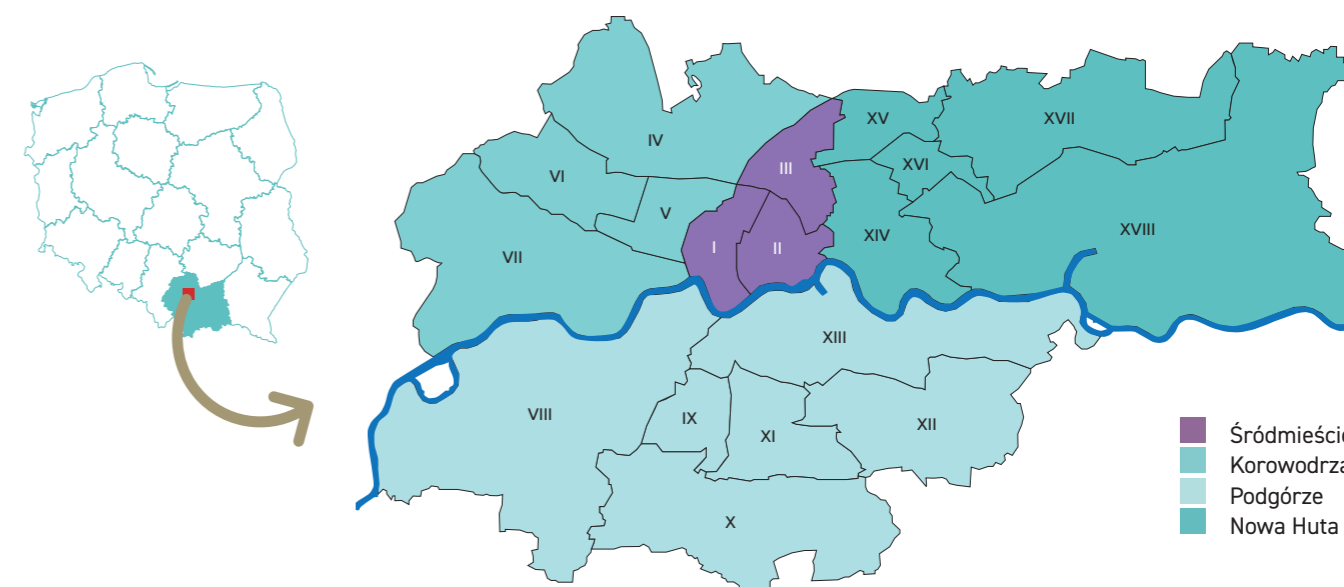 XV
XVII
IV
III
XVI
VI
V
XIV
XVIII
I
II
VII
XIII
VIII
IX
XI
XII
X
Śródmieście
Korowodrza
Podgórze
Nowa Huta